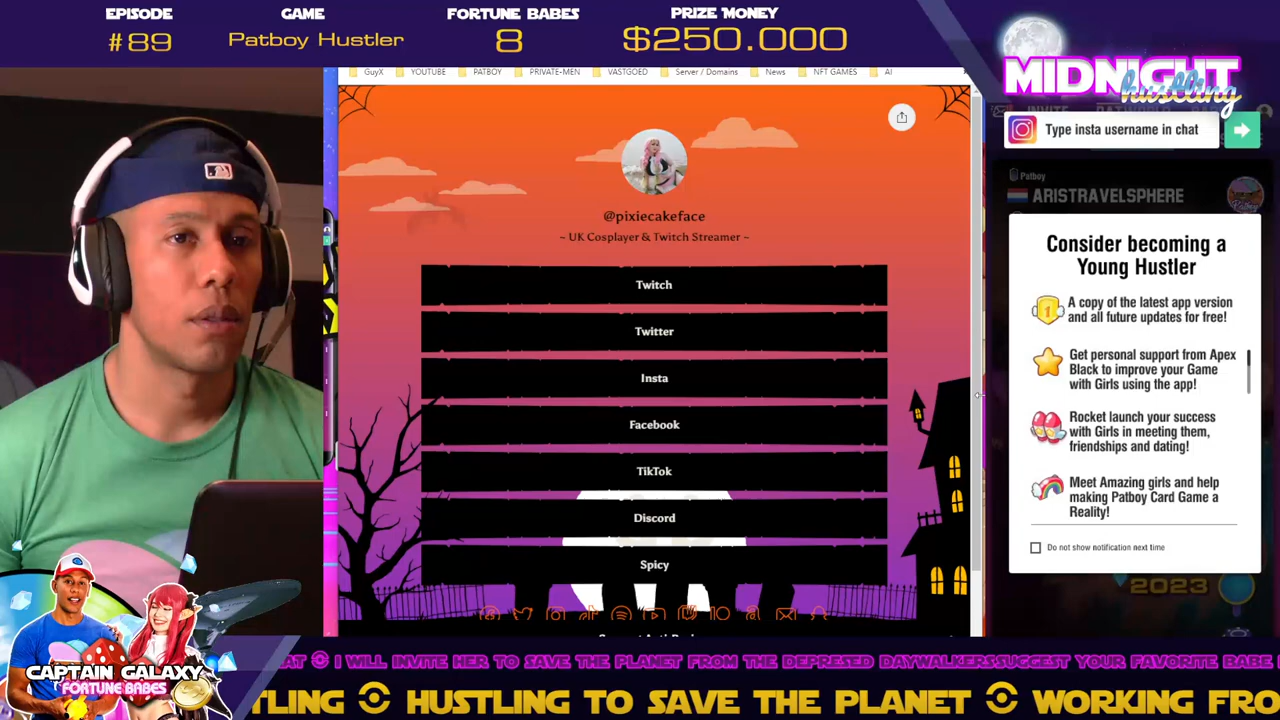 EPISODE
#89
GAME
Patboy Hustler
FORTUNE BABES
8
PRIZE MONEY
$250.000
MIDNIGHT
hustling
GuyX
YOUTUBE
PATBOY
PRIVATE-MEN
VASTGOED
Server / Domains
News
NFT GAMES
AI
@pixiecakeface
~ UK Cosplayer & Twitch Streamer ~
Twitch
Twitter
Insta
Facebook
TikTok
Discord
Spicy
Type insta username in chat
Patboy
ARISTRAVELSPHERE
Consider becoming a
Young Hustler
A copy of the latest app version
and all future updates for free!
Get personal support from Apex
Black to improve your Game
with Girls using the app!
Rocket launch your success
with Girls in meeting them,
friendships and dating!
Meet Amazing girls and help
making Patboy Card Game a
Reality!
Do not show notification next time
2023
CAPTAIN GALAXY
FORTUNE BABES
AT I WILL INVITE HER TO SAVE THE PLANET FROM THE DEPRESED DAYWALKERS SUGGEST YOUR FAVORITE BABE
TLING HUSTLING TO SAVE THE PLANET WORKING FRO